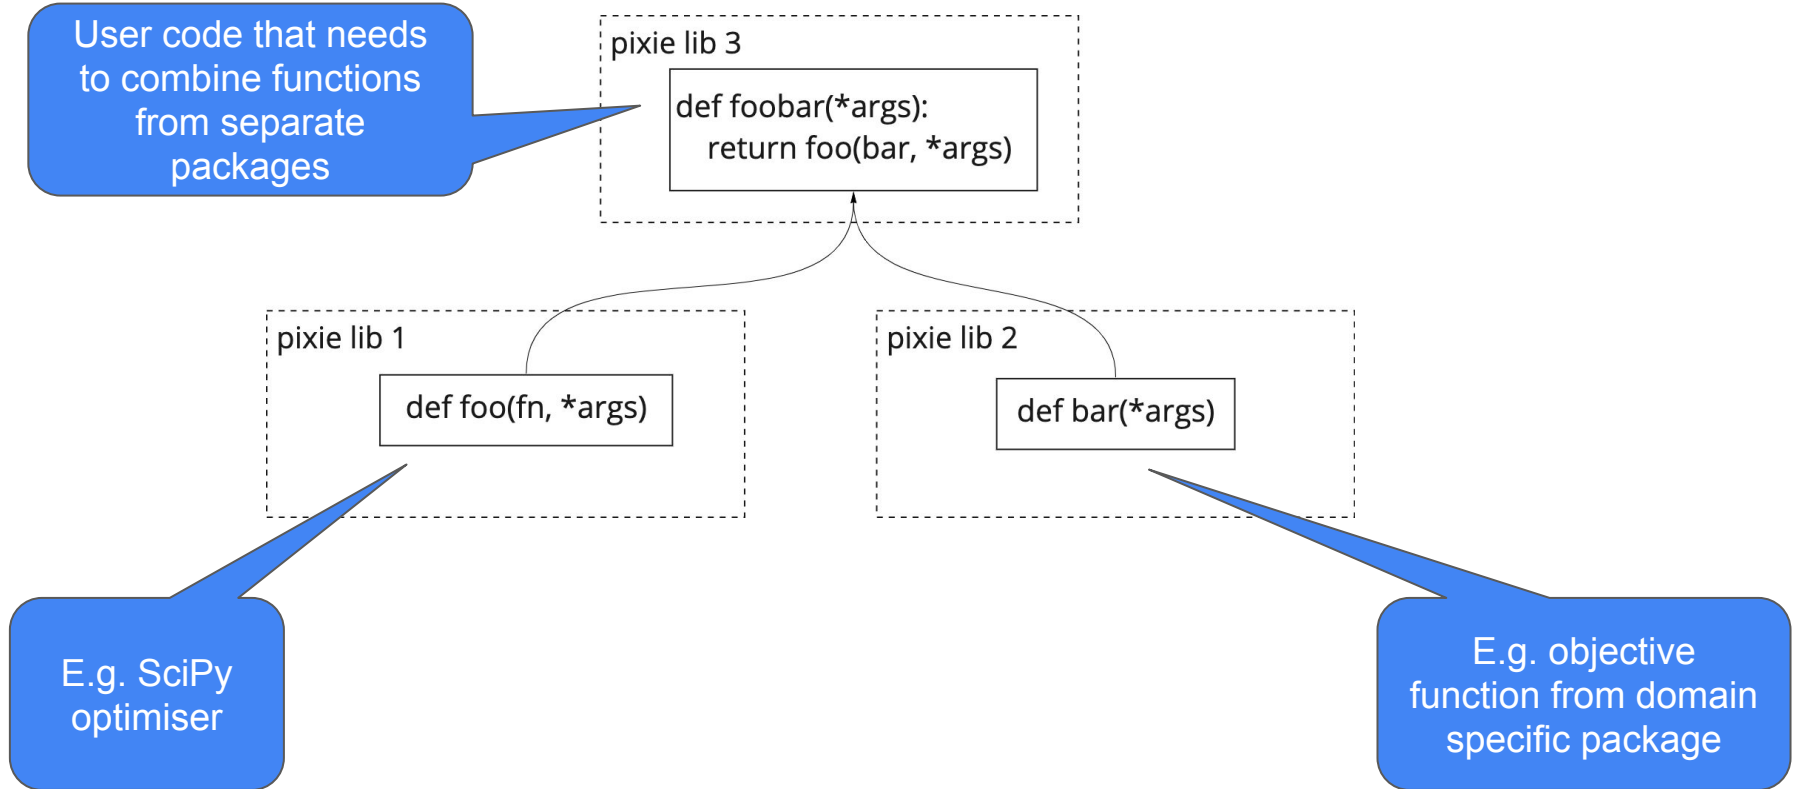 User code that needs
to combine functions
from separate
packages
pixie lib 3
def foobar(*args):
return foo(bar, *args)
pixie lib 1
def foo(fn, *args)
pixie lib 2
def bar(*args)
E.g. SciPy
optimiser
E.g. objective
function from domain
specific package